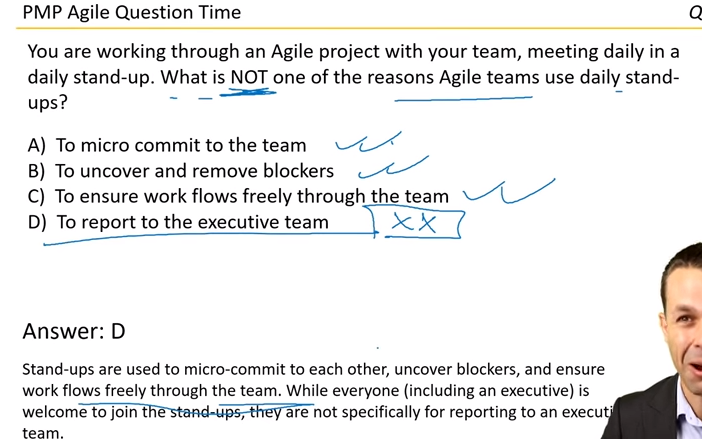 PMP Agile Question Time
Q
You are working through an Agile project with your team, meeting daily in a
daily stand-up. What is NOT one of the reasons Agile teams use daily stand-
ups?
A) To micro commit to the team
B) To uncover and remove blockers
C) To ensure work flows freely through the team
D) To report to the executive team
X X
Answer: D
Stand-ups are used to micro-commit to each other, uncover blockers, and ensure
work flows freely through the team. While everyone (including an executive) is
welcome to join the stand-ups, they are not specifically for reporting to an executi
team.